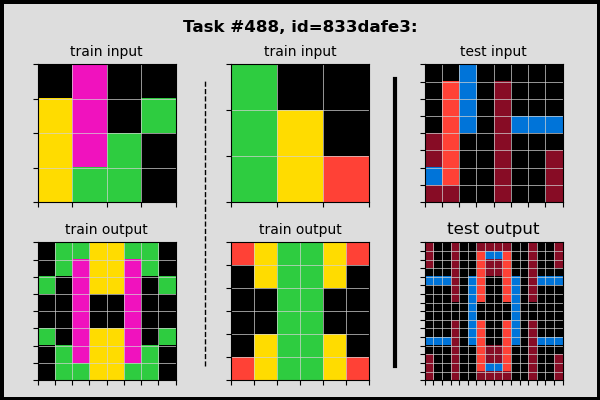 Task #488, id=833dafe3:
train input
train input
test input
train output
train output
test output